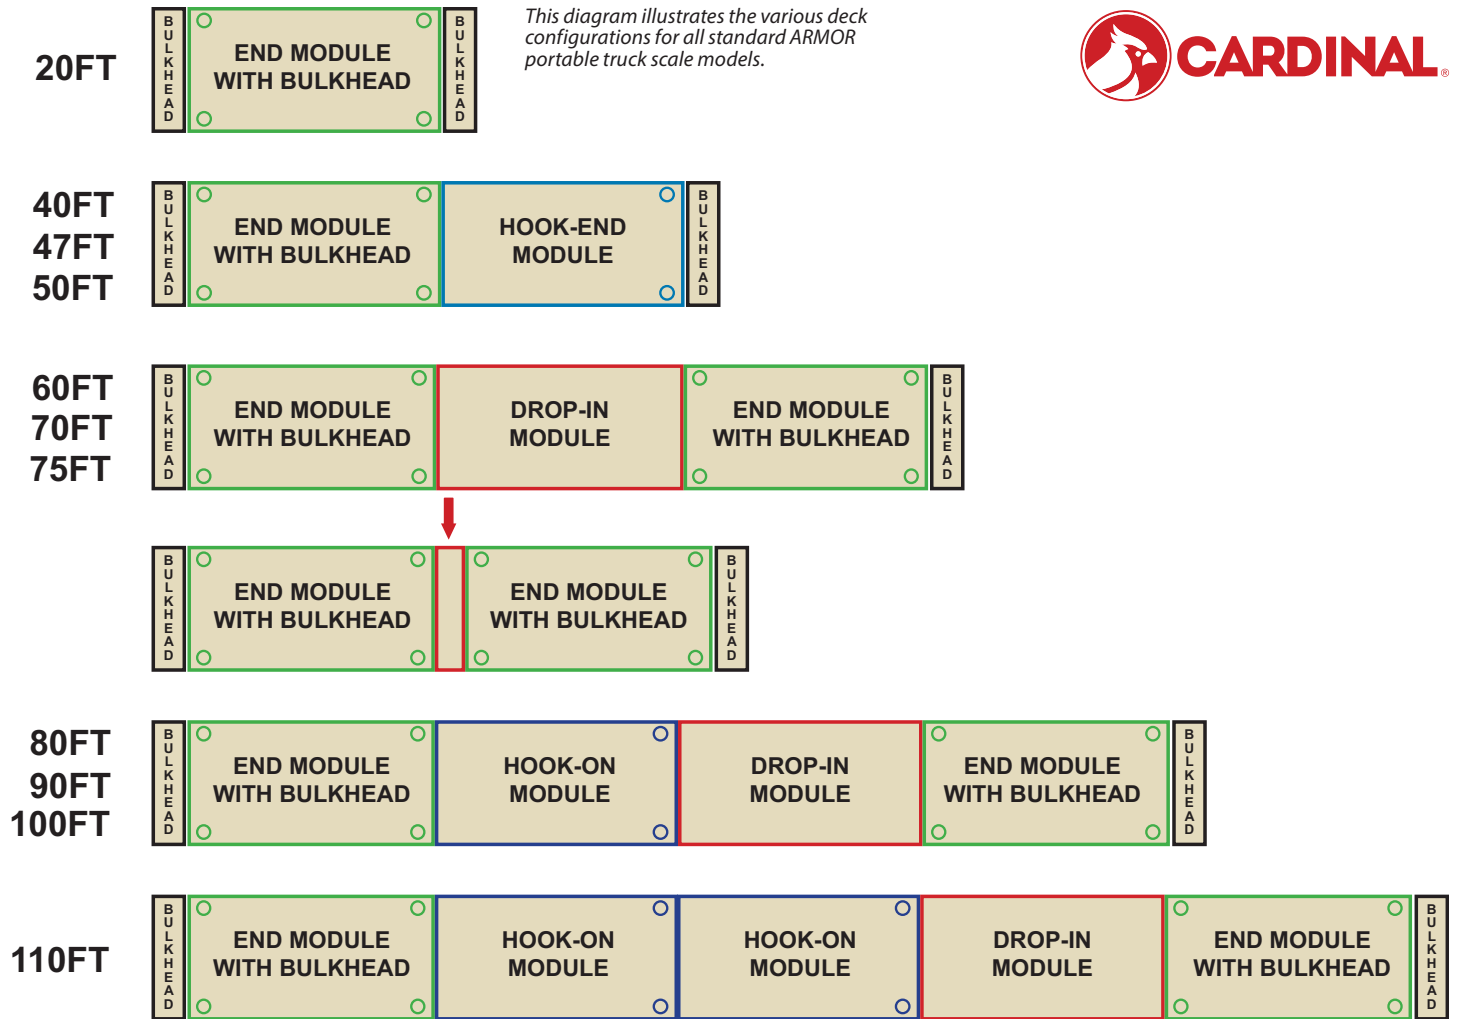 This diagram illustrates the various deck
configurations for all standard ARMOR
portable truck scale models.
CARDINAL®
20FT
BULKHEAD
END MODULE
WITH BULKHEAD
BULKHEAD
40FT
47FT
50FT
BULKHEAD
END MODULE
WITH BULKHEAD
HOOK-END
MODULE
BULKHEAD
60FT
70FT
75FT
BULKHEAD
END MODULE
WITH BULKHEAD
DROP-IN
MODULE
END MODULE
WITH BULKHEAD
BULKHEAD
BULKHEAD
END MODULE
WITH BULKHEAD
END MODULE
WITH BULKHEAD
BULKHEAD
80FT
90FT
100FT
BULKHEAD
END MODULE
WITH BULKHEAD
HOOK-ON
MODULE
DROP-IN
MODULE
END MODULE
WITH BULKHEAD
BULKHEAD
110FT
BULKHEAD
END MODULE
WITH BULKHEAD
HOOK-ON
MODULE
HOOK-ON
MODULE
DROP-IN
MODULE
END MODULE
WITH BULKHEAD
BULKHEAD